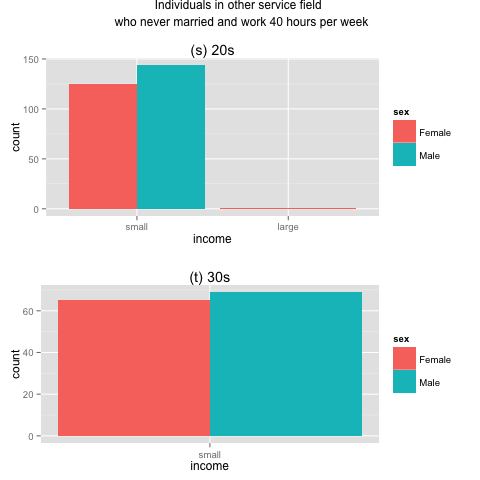 Individuals in other service field
who never married and work 40 hours per week
(s) 20s
150
100
50
0
count
small large
income
sex
Female
Male
(t) 30s
60
40
20
0
count
small
income
sex
Female
Male